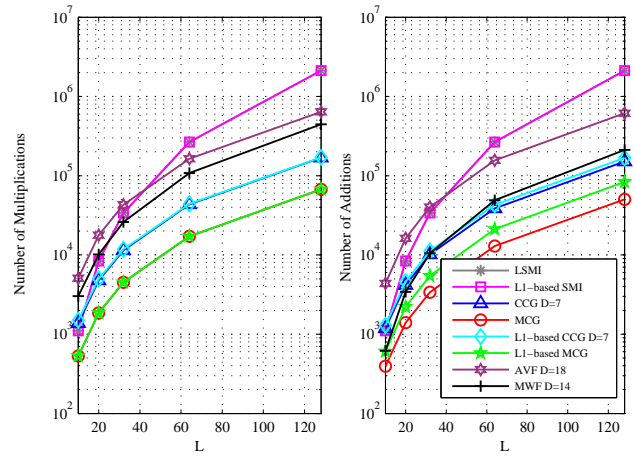 10^7
10^6
10^5
10^4
10^3
10^2
Number of Multiplications
20 40 60 80 100 120
L
10^7
10^6
10^5
10^4
10^3
10^2
Number of Additions
20 40 60 80 100 120
L
LSMI
L1−based SMI
CCG D=7
MCG
L1−based CCG D=7
L1−based MCG
AVF D=18
MWF D=14